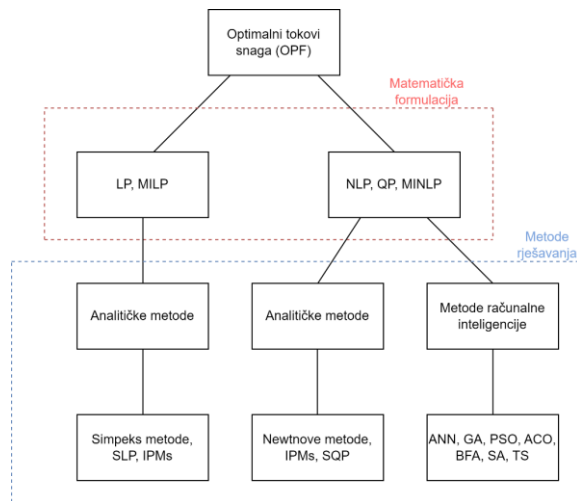 Optimalni tokovi
snaga (OPF)
Matematička
formulacija
LP, MILP
NLP, QP, MINLP
Metode
rješavanja
Analitičke metode
Analitičke metode
Metode računalne
inteligencije
Simpeks metode,
SLP, IPMs
Newtnove metode,
IPMs, SQP
ANN, GA, PSO, ACO,
BFA, SA, TS